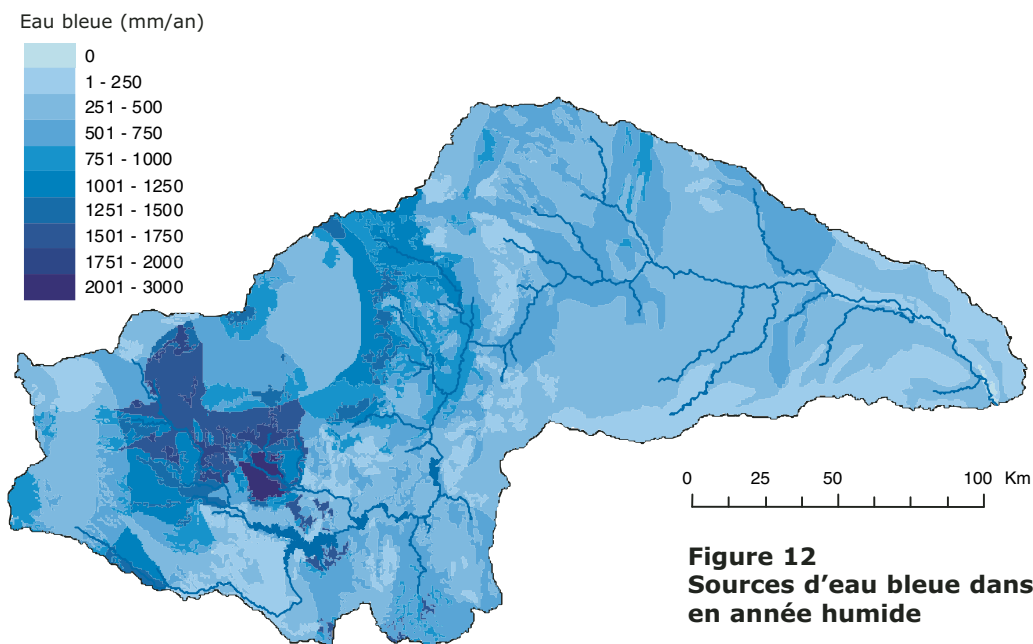 Eau bleue (mm/an)
0
1 - 250
251 - 500
501 - 750
751 - 1000
1001 - 1250
1251 - 1500
1501 - 1750
1751 - 2000
2001 - 3000
0 25 50 100 Km
Figure 12
Sources d'eau bleue dans
en année humide